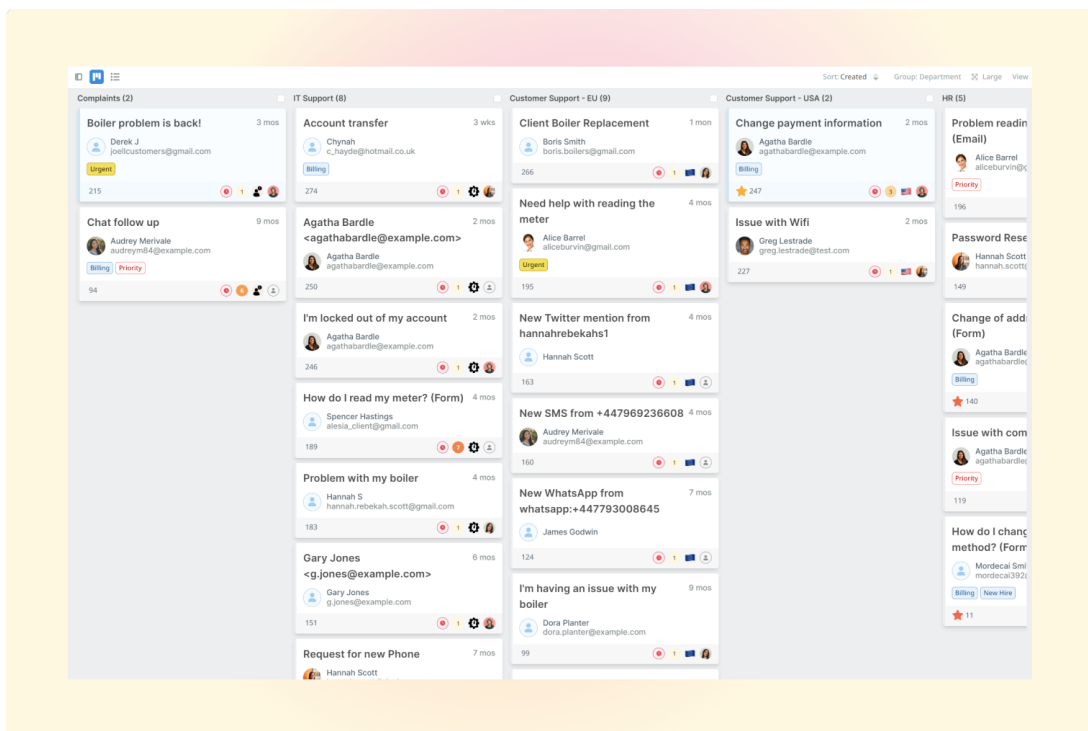 Sort: Created Group: Department Large View
Complaints (2)
Boiler problem is back! 3 mos
Derek J
joellcustomers@gmail.com
Urgent
215 1
Chat follow up 9 mos
Audrey Merivale
audreym84@example.com
Billing Priority
94 6
IT Support (8)
Account transfer 3 wks
Chynah
c_hayde@hotmail.co.uk
Billing
274 1
Agatha Bardle 2 mos
<agathabardle@example.com>
Agatha Bardle
agathabardle@example.com
250 1
I'm locked out of my account 2 mos
Agatha Bardle
agathabardle@example.com
246 1
How do I read my meter? (Form) 4 mos
Spencer Hastings
alesia_client@gmail.com
189 7
Problem with my boiler 4 mos
Hannah S
hannah.rebekah.scott@gmail.com
183 1
Gary Jones 6 mos
<g.jones@example.com>
Gary Jones
g.jones@example.com
151 1
Request for new Phone 7 mos
Hannah Scott
Customer Support - EU (9)
Client Boiler Replacement 1 mon
Boris Smith
boris.boilers@gmail.com
266 1
Need help with reading the 4 mos
meter
Alice Barrel
aliceburvin@gmail.com
Urgent
195 1
New Twitter mention from 4 mos
hannahrebekahs1
Hannah Scott
163 1
New SMS from +447969236608 4 mos
Audrey Merivale
audreym84@example.com
160 1
New WhatsApp from 7 mos
whatsapp:+447793008645
James Godwin
124 1
I'm having an issue with my 9 mos
boiler
Dora Planter
dora.planter@example.com
99 1
Customer Support - USA (2)
Change payment information 2 mos
Agatha Bardle
agathabardle@example.com
Billing
247 3
Issue with Wifi 2 mos
Greg Lestrade
greg.lestrade@test.com
227 1
HR (5)
Problem readin
(Email)
Alice Barrel
aliceburvin@g
Priority
196
Password Rese
Hannah Scott
hannah.scott
149
Change of add
(Form)
Agatha Bardle
agathabardle
Billing
140
Issue with com
Agatha Bardle
agathabardle
Priority
119
How do I chang
method? (Form
Mordecai Smi
mordecai392
Billing New Hire
11